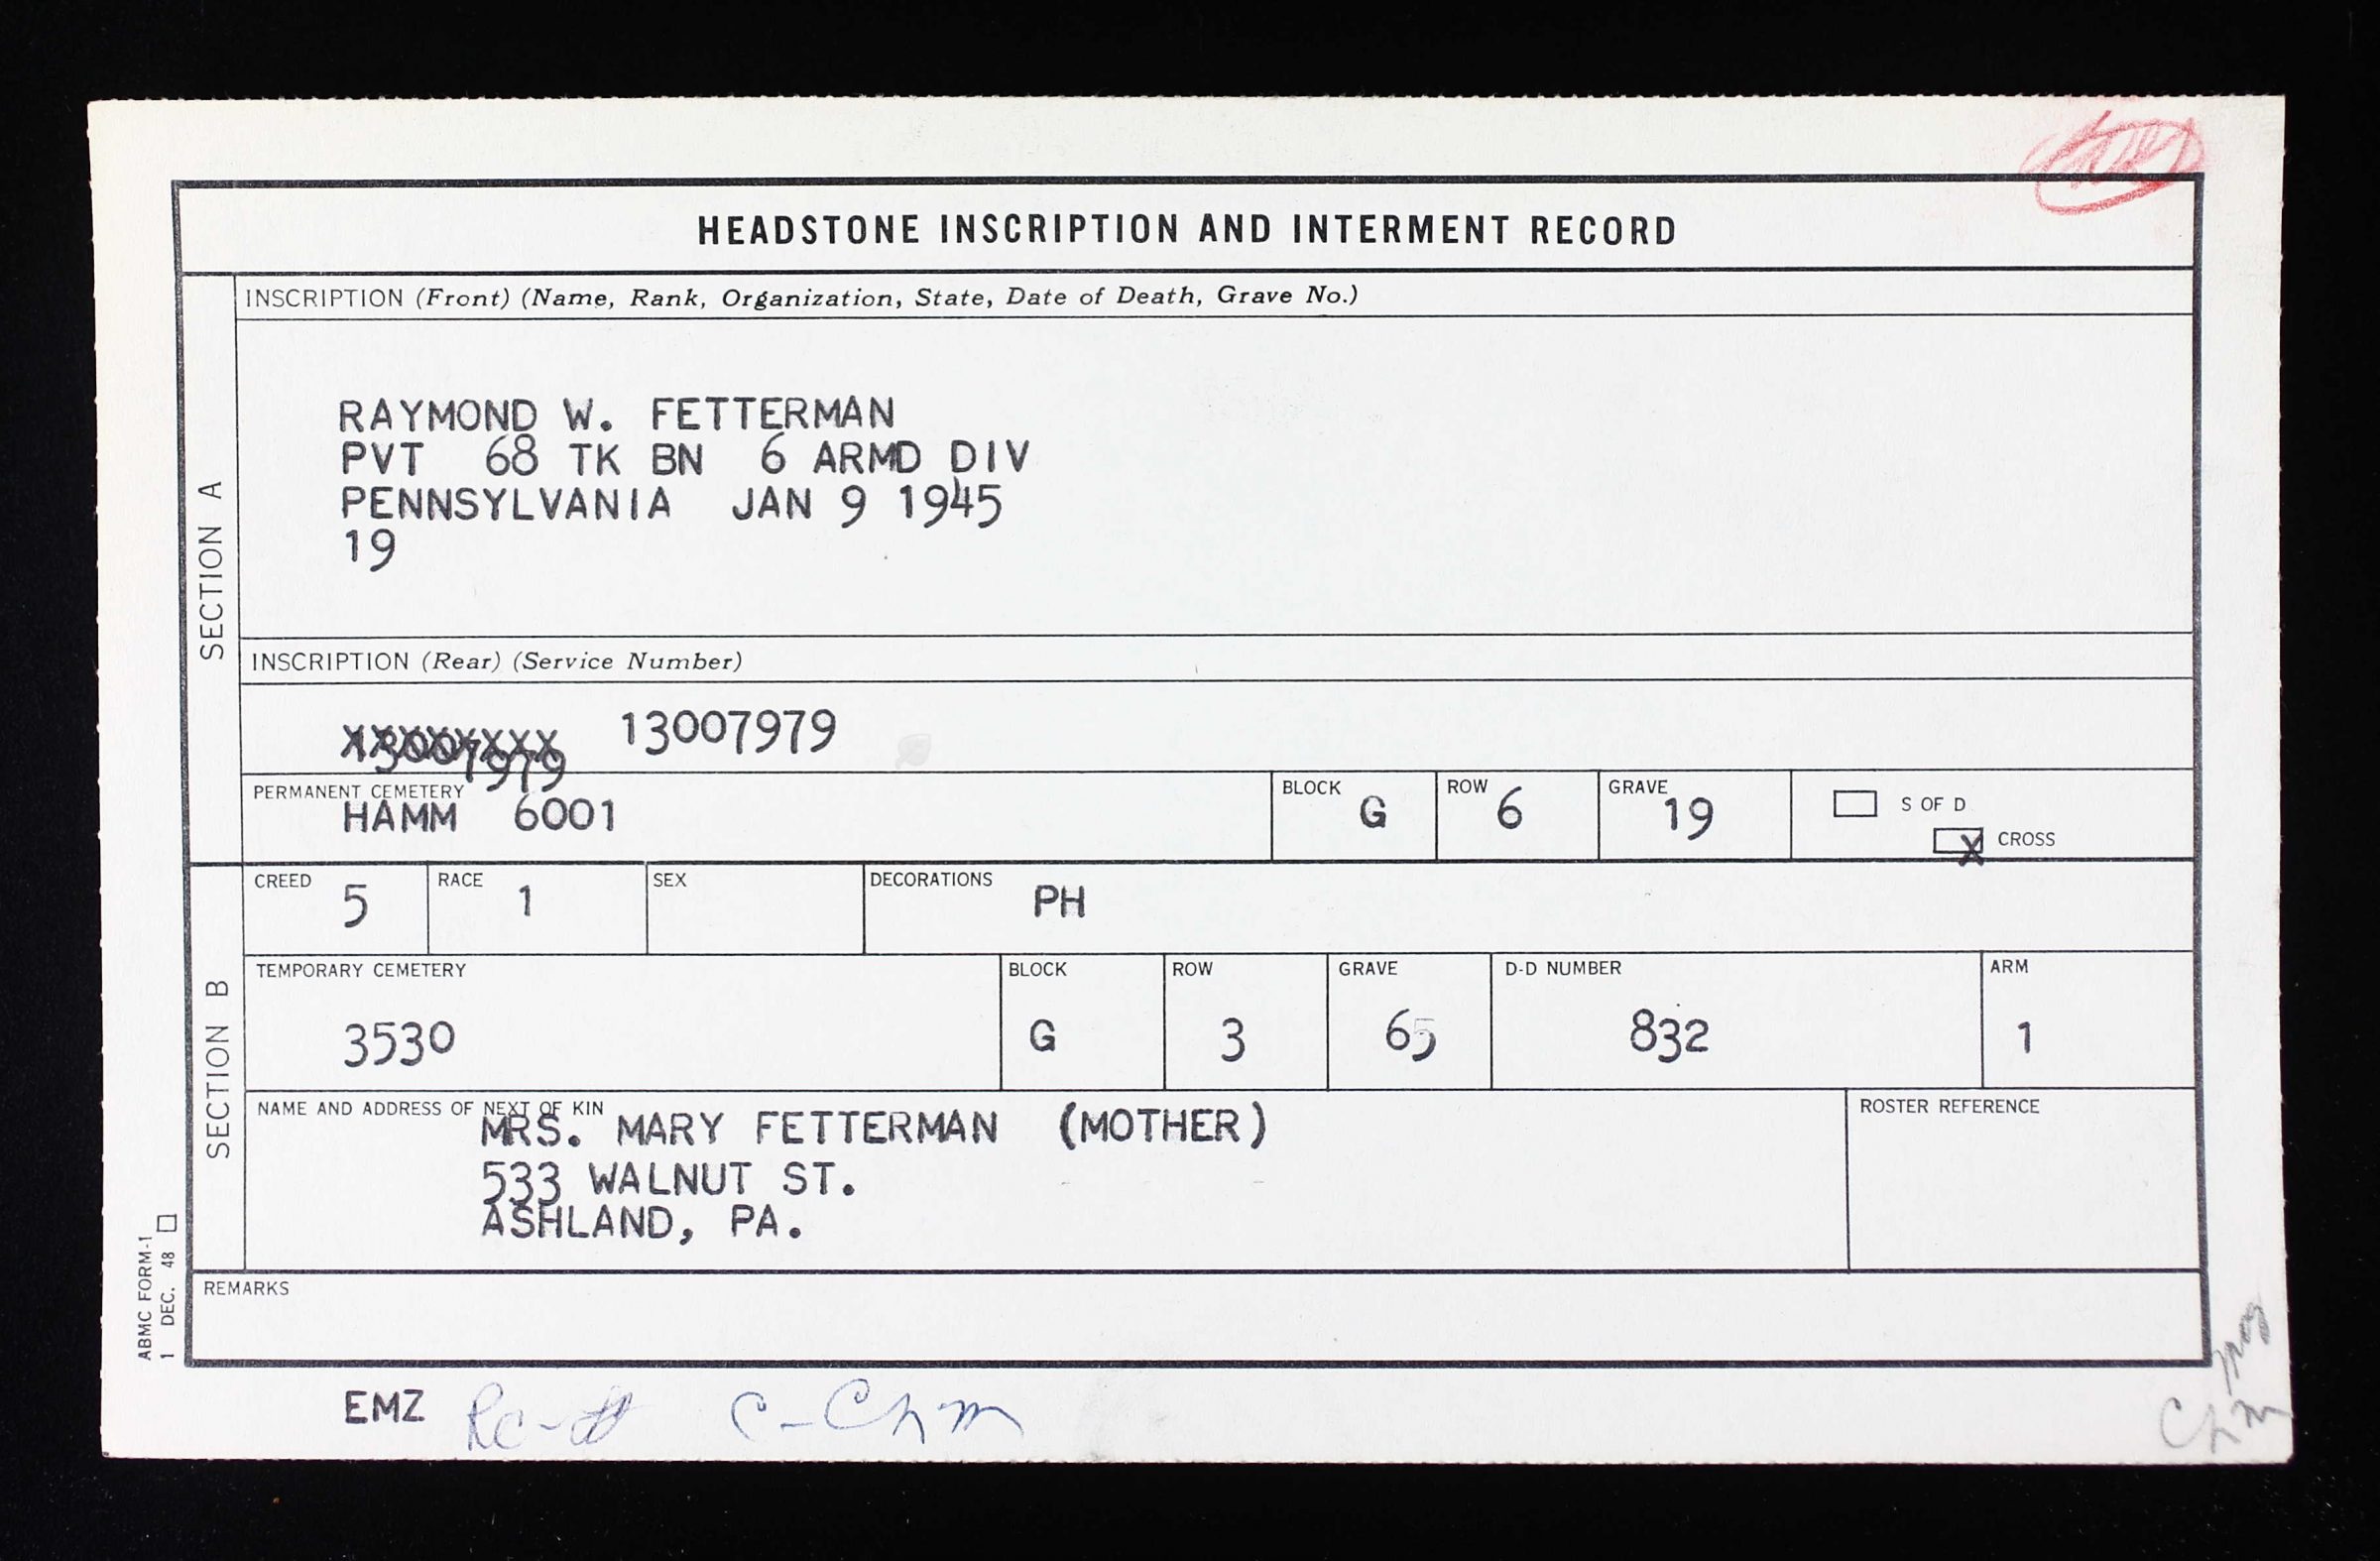 HEADSTONE INSCRIPTION AND INTERMENT RECORD
SECTION A
INSCRIPTION (Front) (Name, Rank, Organization, State, Date of Death, Grave No.)
RAYMOND W. FETTERMAN
PVT 68 TK BN 6 ARMD DIV
PENNSYLVANIA JAN 9 1945
19
INSCRIPTION (Rear) (Service Number)
13007979 13007979
PERMANENT CEMETERY HAMM 6001
BLOCK G
ROW 6
GRAVE 19
S OF D
X CROSS
SECTION B
CREED 5
RACE 1
SEX
DECORATIONS PH
TEMPORARY CEMETERY 3530
BLOCK G
ROW 3
GRAVE 65
D-D NUMBER 832
ARM 1
NAME AND ADDRESS OF NEXT OF KIN
MRS. MARY FETTERMAN (MOTHER)
533 WALNUT ST.
ASHLAND, PA.
ROSTER REFERENCE
REMARKS
ABMC FORM-1
1 DEC. 48
EMZ C-Chm
Chm